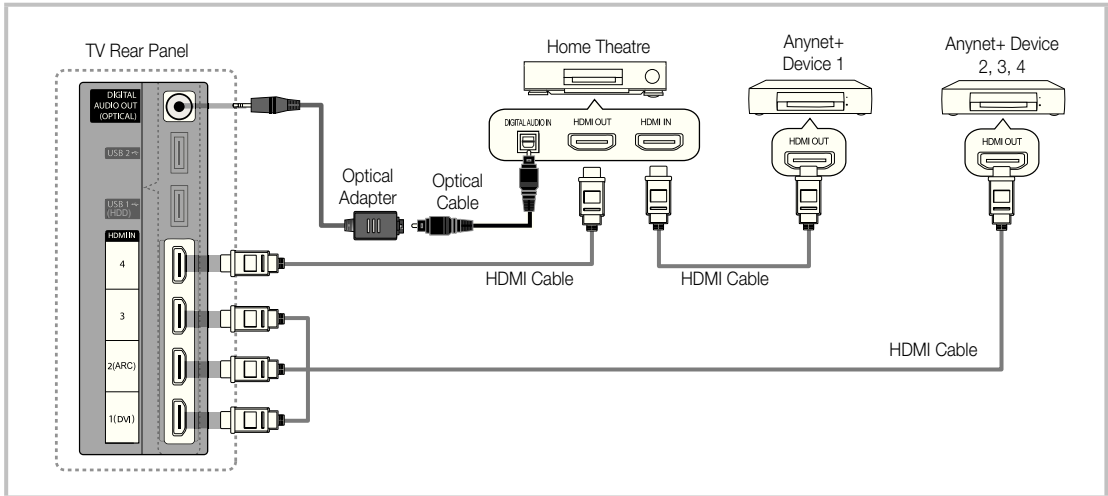 TV Rear Panel
DIGITAL
AUDIO OUT
(OPTICAL)
USB 2
USB 1
(HDD)
HDMI IN
4
3
2(ARC)
1(DVI)
Optical
Adapter
Optical
Cable
Home Theatre
DIGITAL AUDIO IN
HDMI OUT
HDMI IN
Anynet+
Device 1
HDMI OUT
Anynet+ Device
2, 3, 4
HDMI OUT
HDMI Cable
HDMI Cable
HDMI Cable